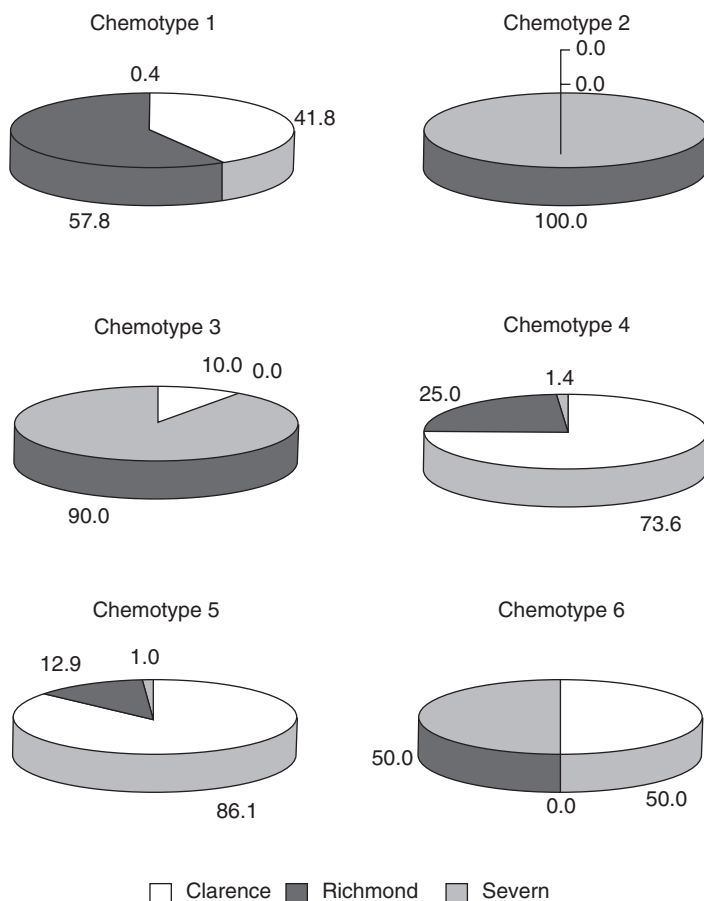 Chemotype 1
0.4
41.8
57.8
Chemotype 2
0.0
0.0
100.0
Chemotype 3
10.0 0.0
90.0
Chemotype 4
25.0
1.4
73.6
Chemotype 5
12.9
1.0
86.1
Chemotype 6
50.0
0.0
50.0
Clarence Richmond Severn